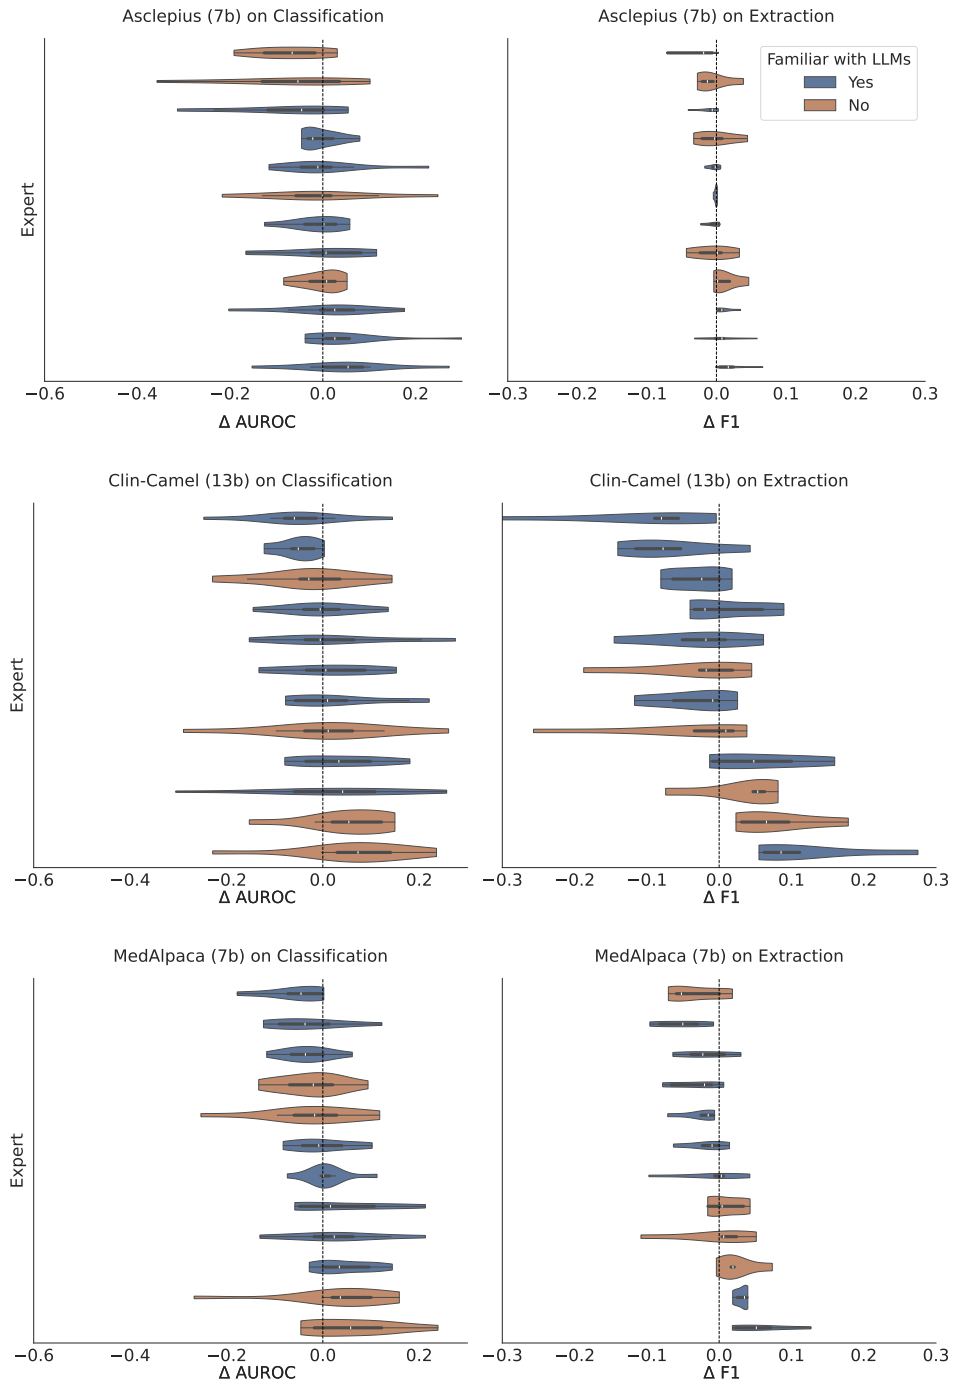 Asclepius (7b) on Classification
Asclepius (7b) on Extraction
Familiar with LLMs
Yes
No
Expert
−0.6 −0.4 −0.2 0.0 0.2
Δ AUROC
−0.3 −0.2 −0.1 0.0 0.1 0.2 0.3
Δ F1
Clin-Camel (13b) on Classification
Clin-Camel (13b) on Extraction
Expert
−0.6 −0.4 −0.2 0.0 0.2
Δ AUROC
−0.3 −0.2 −0.1 0.0 0.1 0.2 0.3
Δ F1
MedAlpaca (7b) on Classification
MedAlpaca (7b) on Extraction
Expert
−0.6 −0.4 −0.2 0.0 0.2
Δ AUROC
−0.3 −0.2 −0.1 0.0 0.1 0.2 0.3
Δ F1